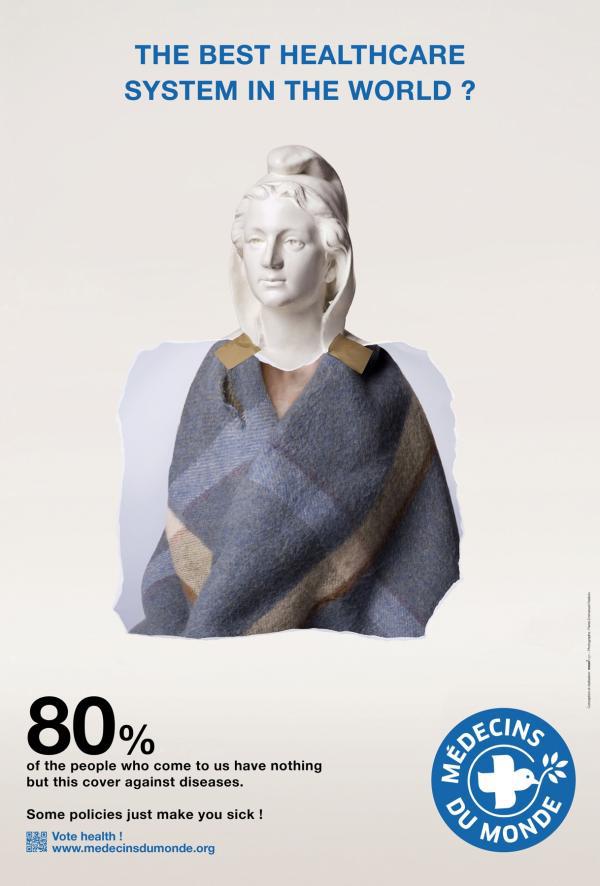 THE BEST HEALTHCARE
SYSTEM IN THE WORLD ?
80%
of the people who come to us have nothing
but this cover against diseases.
Some policies just make you sick !
Vote health !
www.medecinsdumonde.org
MÉDECINS
DU MONDE